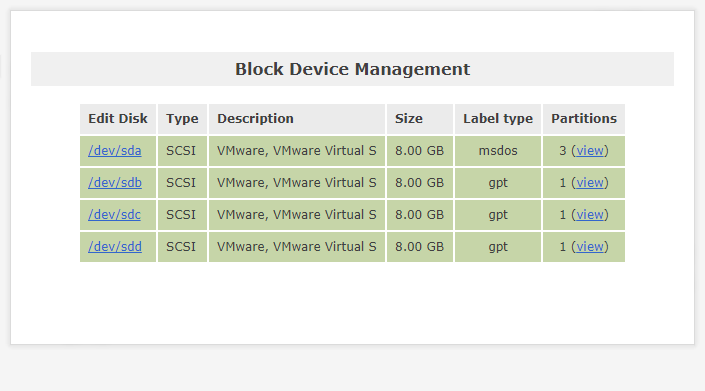 Block Device Management
Edit Disk Type Description Size Label type Partitions
/dev/sda SCSI VMware, VMware Virtual S 8.00 GB msdos 3 (view)
/dev/sdb SCSI VMware, VMware Virtual S 8.00 GB gpt 1 (view)
/dev/sdc SCSI VMware, VMware Virtual S 8.00 GB gpt 1 (view)
/dev/sdd SCSI VMware, VMware Virtual S 8.00 GB gpt 1 (view)